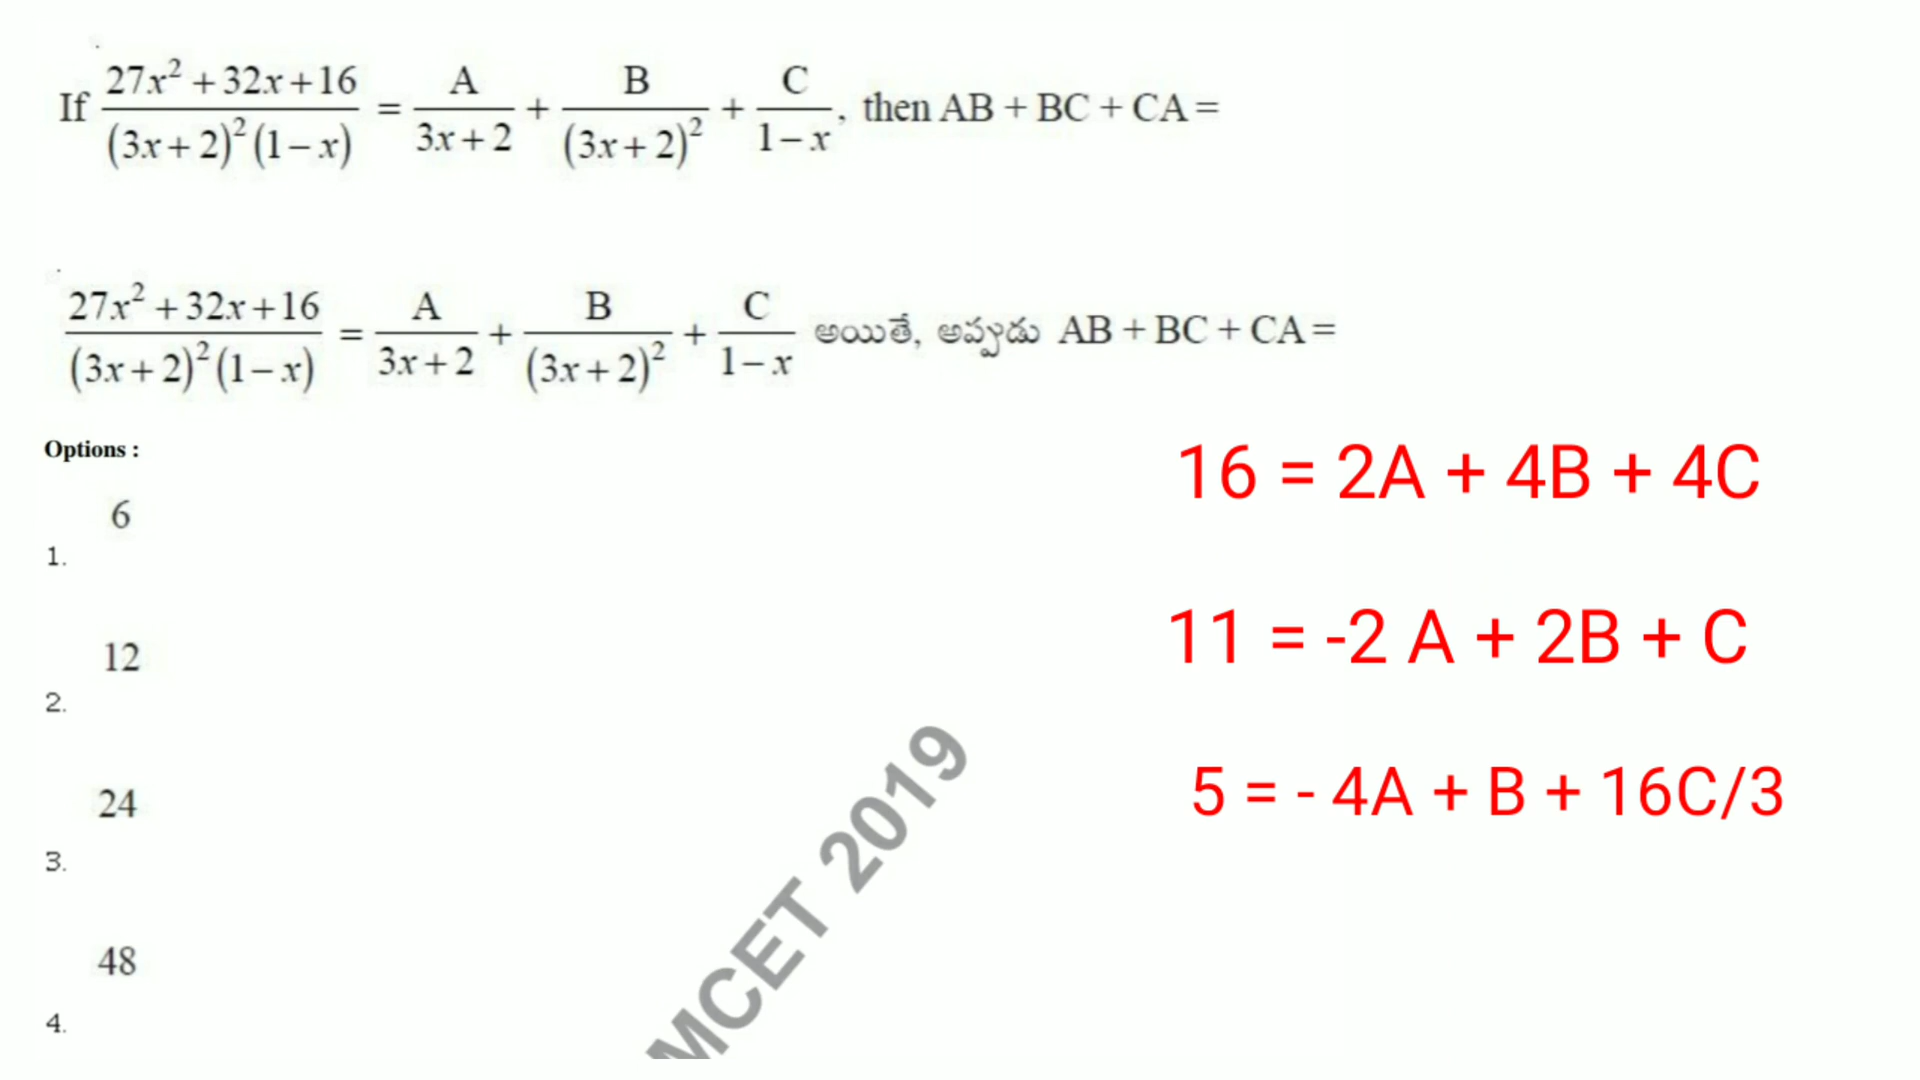 If (27x² + 32x + 16)/((3x + 2)²(1 − x)) = A/(3x + 2) + B/(3x + 2)² + C/(1 − x), then AB + BC + CA =
(27x² + 32x + 16)/((3x + 2)²(1 − x)) = A/(3x + 2) + B/(3x + 2)² + C/(1 − x) అయితే, అప్పుడు AB + BC + CA =
Options :
6
1.
12
2.
24
3.
48
4.
16 = 2A + 4B + 4C
11 = -2 A + 2B + C
5 = - 4A + B + 16C/3
MCET 2019